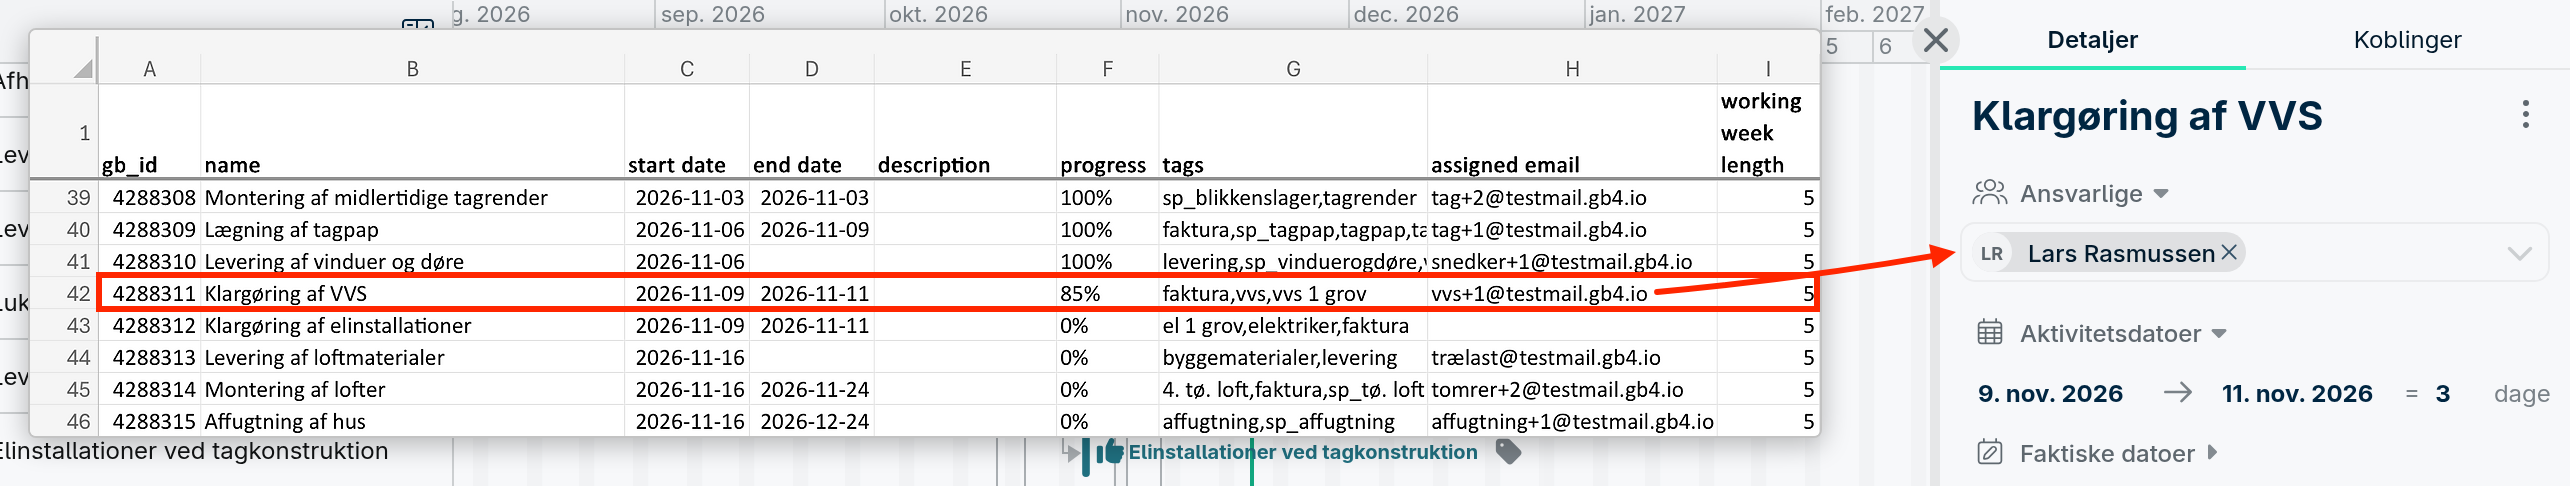 g. 2026 sep. 2026 okt. 2026 nov. 2026 dec. 2026 jan. 2027 feb. 2027
5 6
Afh
Lev
Lev
Luk
Lev
A B C D E F G H I
1 gb_id name start date end date description progress tags assigned email working week length
39 4288308 Montering af midlertidige tagrender 2026-11-03 2026-11-03 100% sp_blikkenslager,tagrender tag+2@testmail.gb4.io 5
40 4288309 Lægning af tagpap 2026-11-06 2026-11-09 100% faktura,sp_tagpap,tagpap,ta tag+1@testmail.gb4.io 5
41 4288310 Levering af vinduer og døre 2026-11-06 100% levering,sp_vinduerogdøre,v snedker+1@testmail.gb4.io 5
42 4288311 Klargøring af VVS 2026-11-09 2026-11-11 85% faktura,vvs,vvs 1 grov vvs+1@testmail.gb4.io 5
43 4288312 Klargøring af elinstallationer 2026-11-09 2026-11-11 0% el 1 grov,elektriker,faktura 5
44 4288313 Levering af loftmaterialer 2026-11-16 0% byggematerialer,levering trælast@testmail.gb4.io 5
45 4288314 Montering af lofter 2026-11-16 2026-11-24 0% 4. tø. loft,faktura,sp_tø. loft tomrer+2@testmail.gb4.io 5
46 4288315 Affugtning af hus 2026-11-16 2026-12-24 0% affugtning,sp_affugtning affugtning+1@testmail.gb4.io 5
Elinstallationer ved tagkonstruktion Elinstallationer ved tagkonstruktion
Detaljer Koblinger
Klargøring af VVS
Ansvarlige
LR Lars Rasmussen
Aktivitetsdatoer
9. nov. 2026 → 11. nov. 2026 = 3 dage
Faktiske datoer